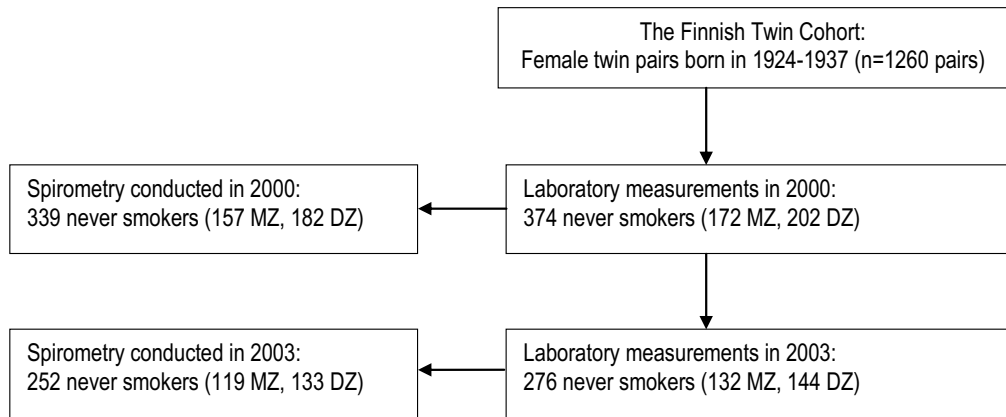 The Finnish Twin Cohort:
Female twin pairs born in 1924-1937 (n=1260 pairs)
Spirometry conducted in 2000:
339 never smokers (157 MZ, 182 DZ)
Laboratory measurements in 2000:
374 never smokers (172 MZ, 202 DZ)
Spirometry conducted in 2003:
252 never smokers (119 MZ, 133 DZ)
Laboratory measurements in 2003:
276 never smokers (132 MZ, 144 DZ)